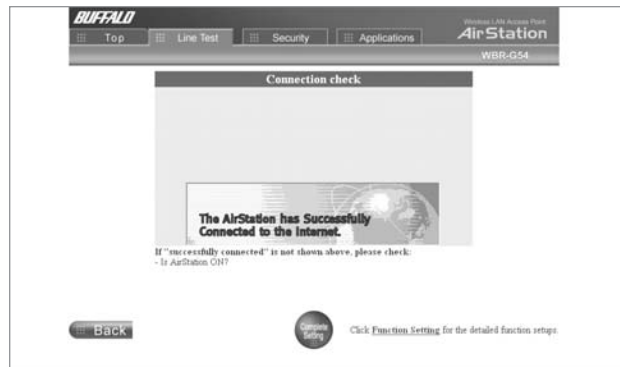 BUFFALO
Wireless LAN Access Point
AirStation
WBR-G54
Top
Line Test
Security
Applications
Connection check
The AirStation has Successfully
Connected to the Internet.
If "successfully connected" is not shown above, please check:
- Is AirStation ON?
Back
Complete
Setting
Click Function Setting for the detailed function setups.